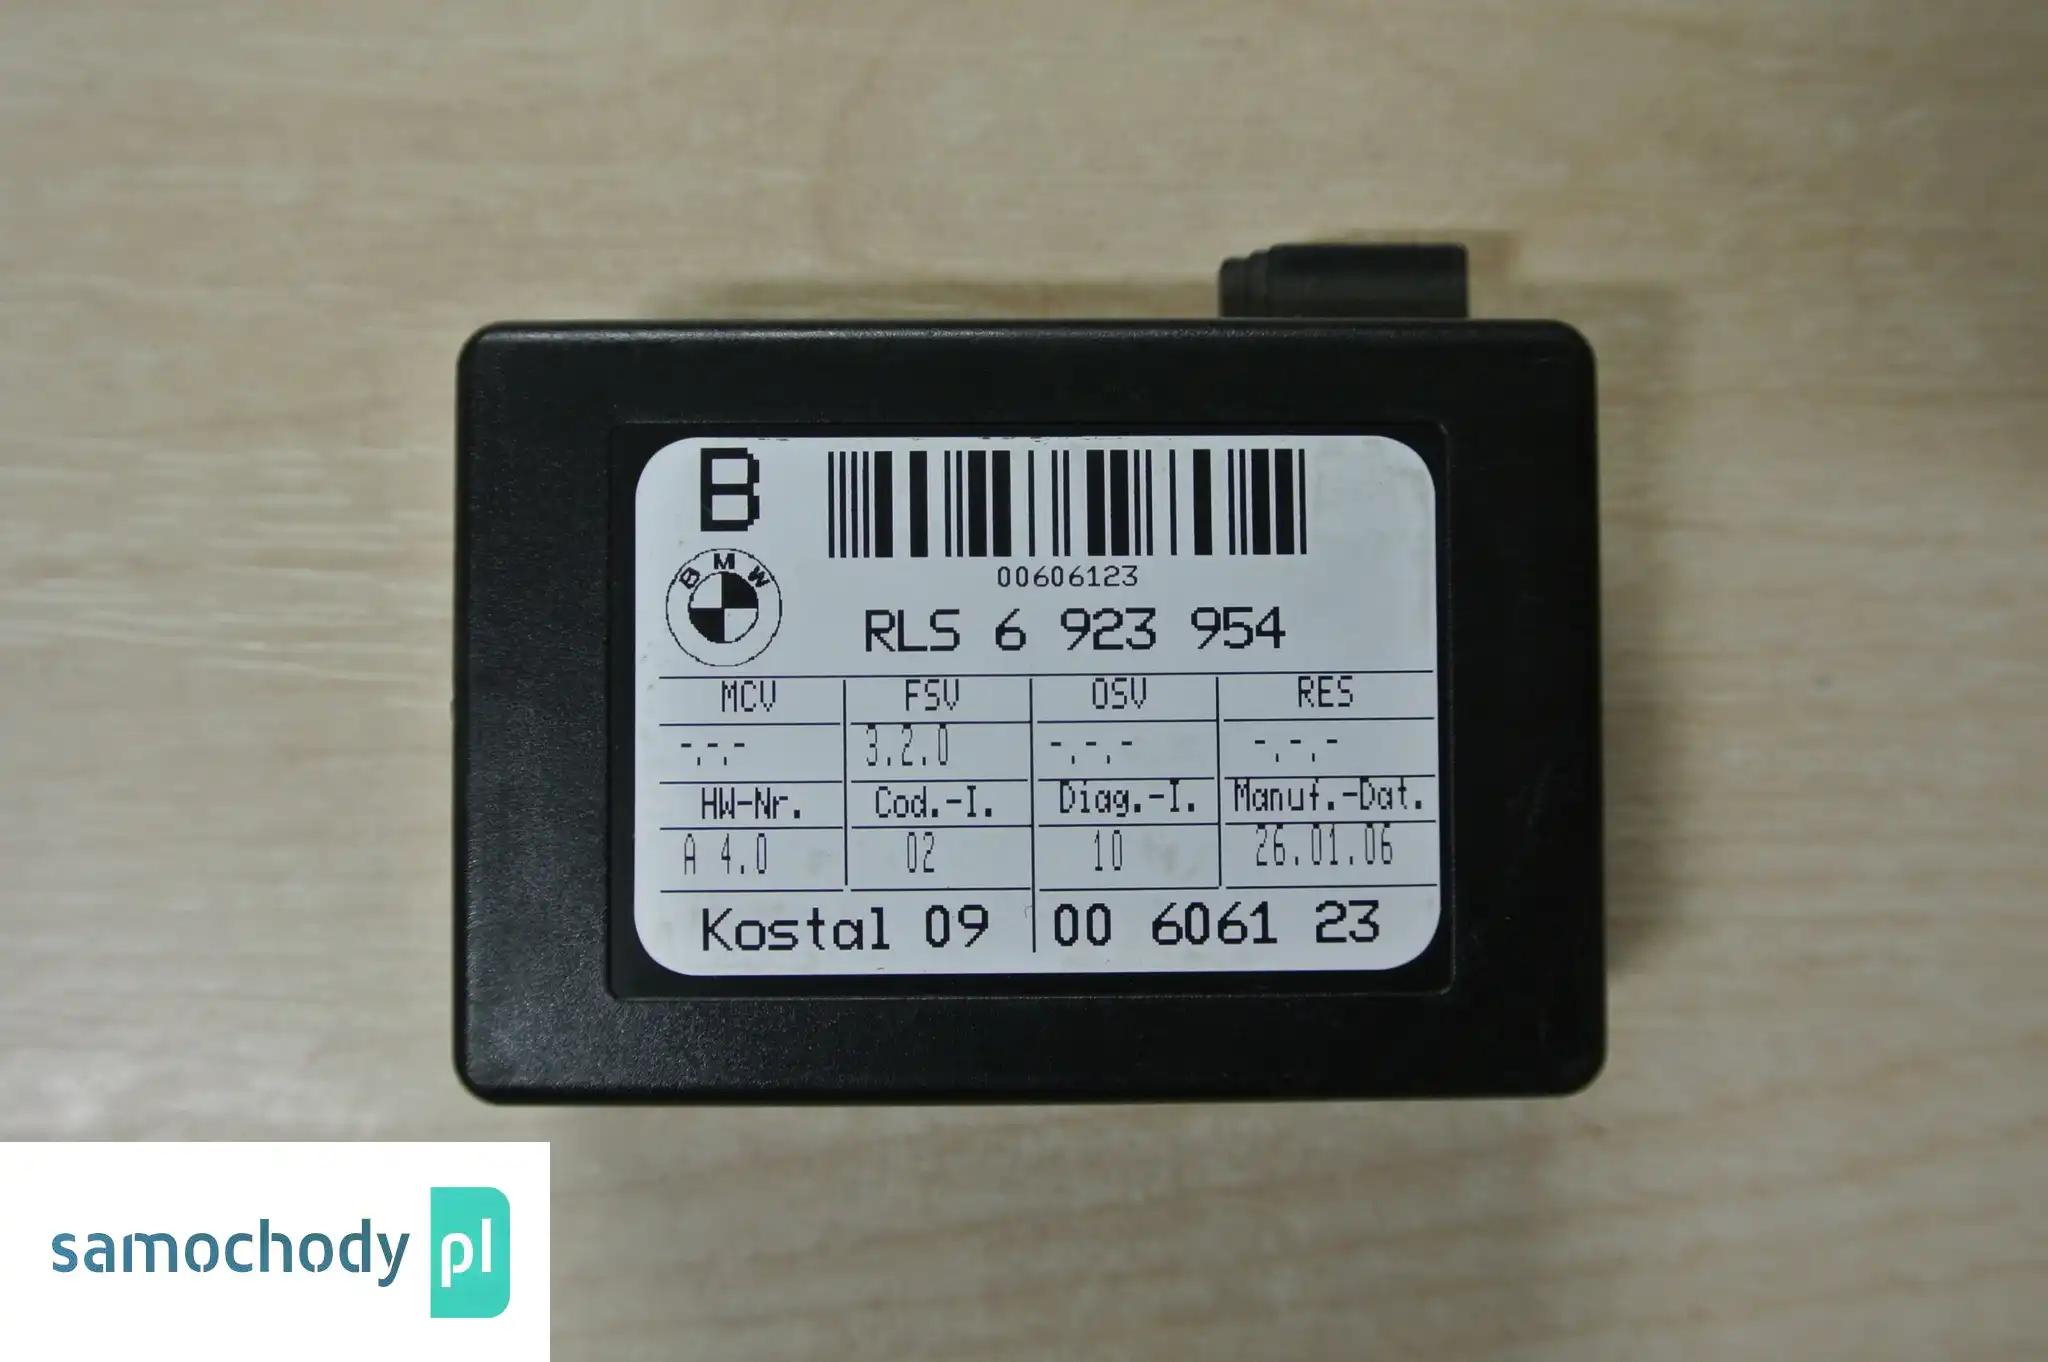 B
BMW
00606123
RLS 6 923 954
MCV FSV OSV RES
-.-.- 3.2.0 -.-.- -.-.-
HW-Nr. Cod.-I. Diag.-I. Manuf.-Dat.
A 4.0 02 10 26.01.06
Kostal 09 00 6061 23
samochody pl